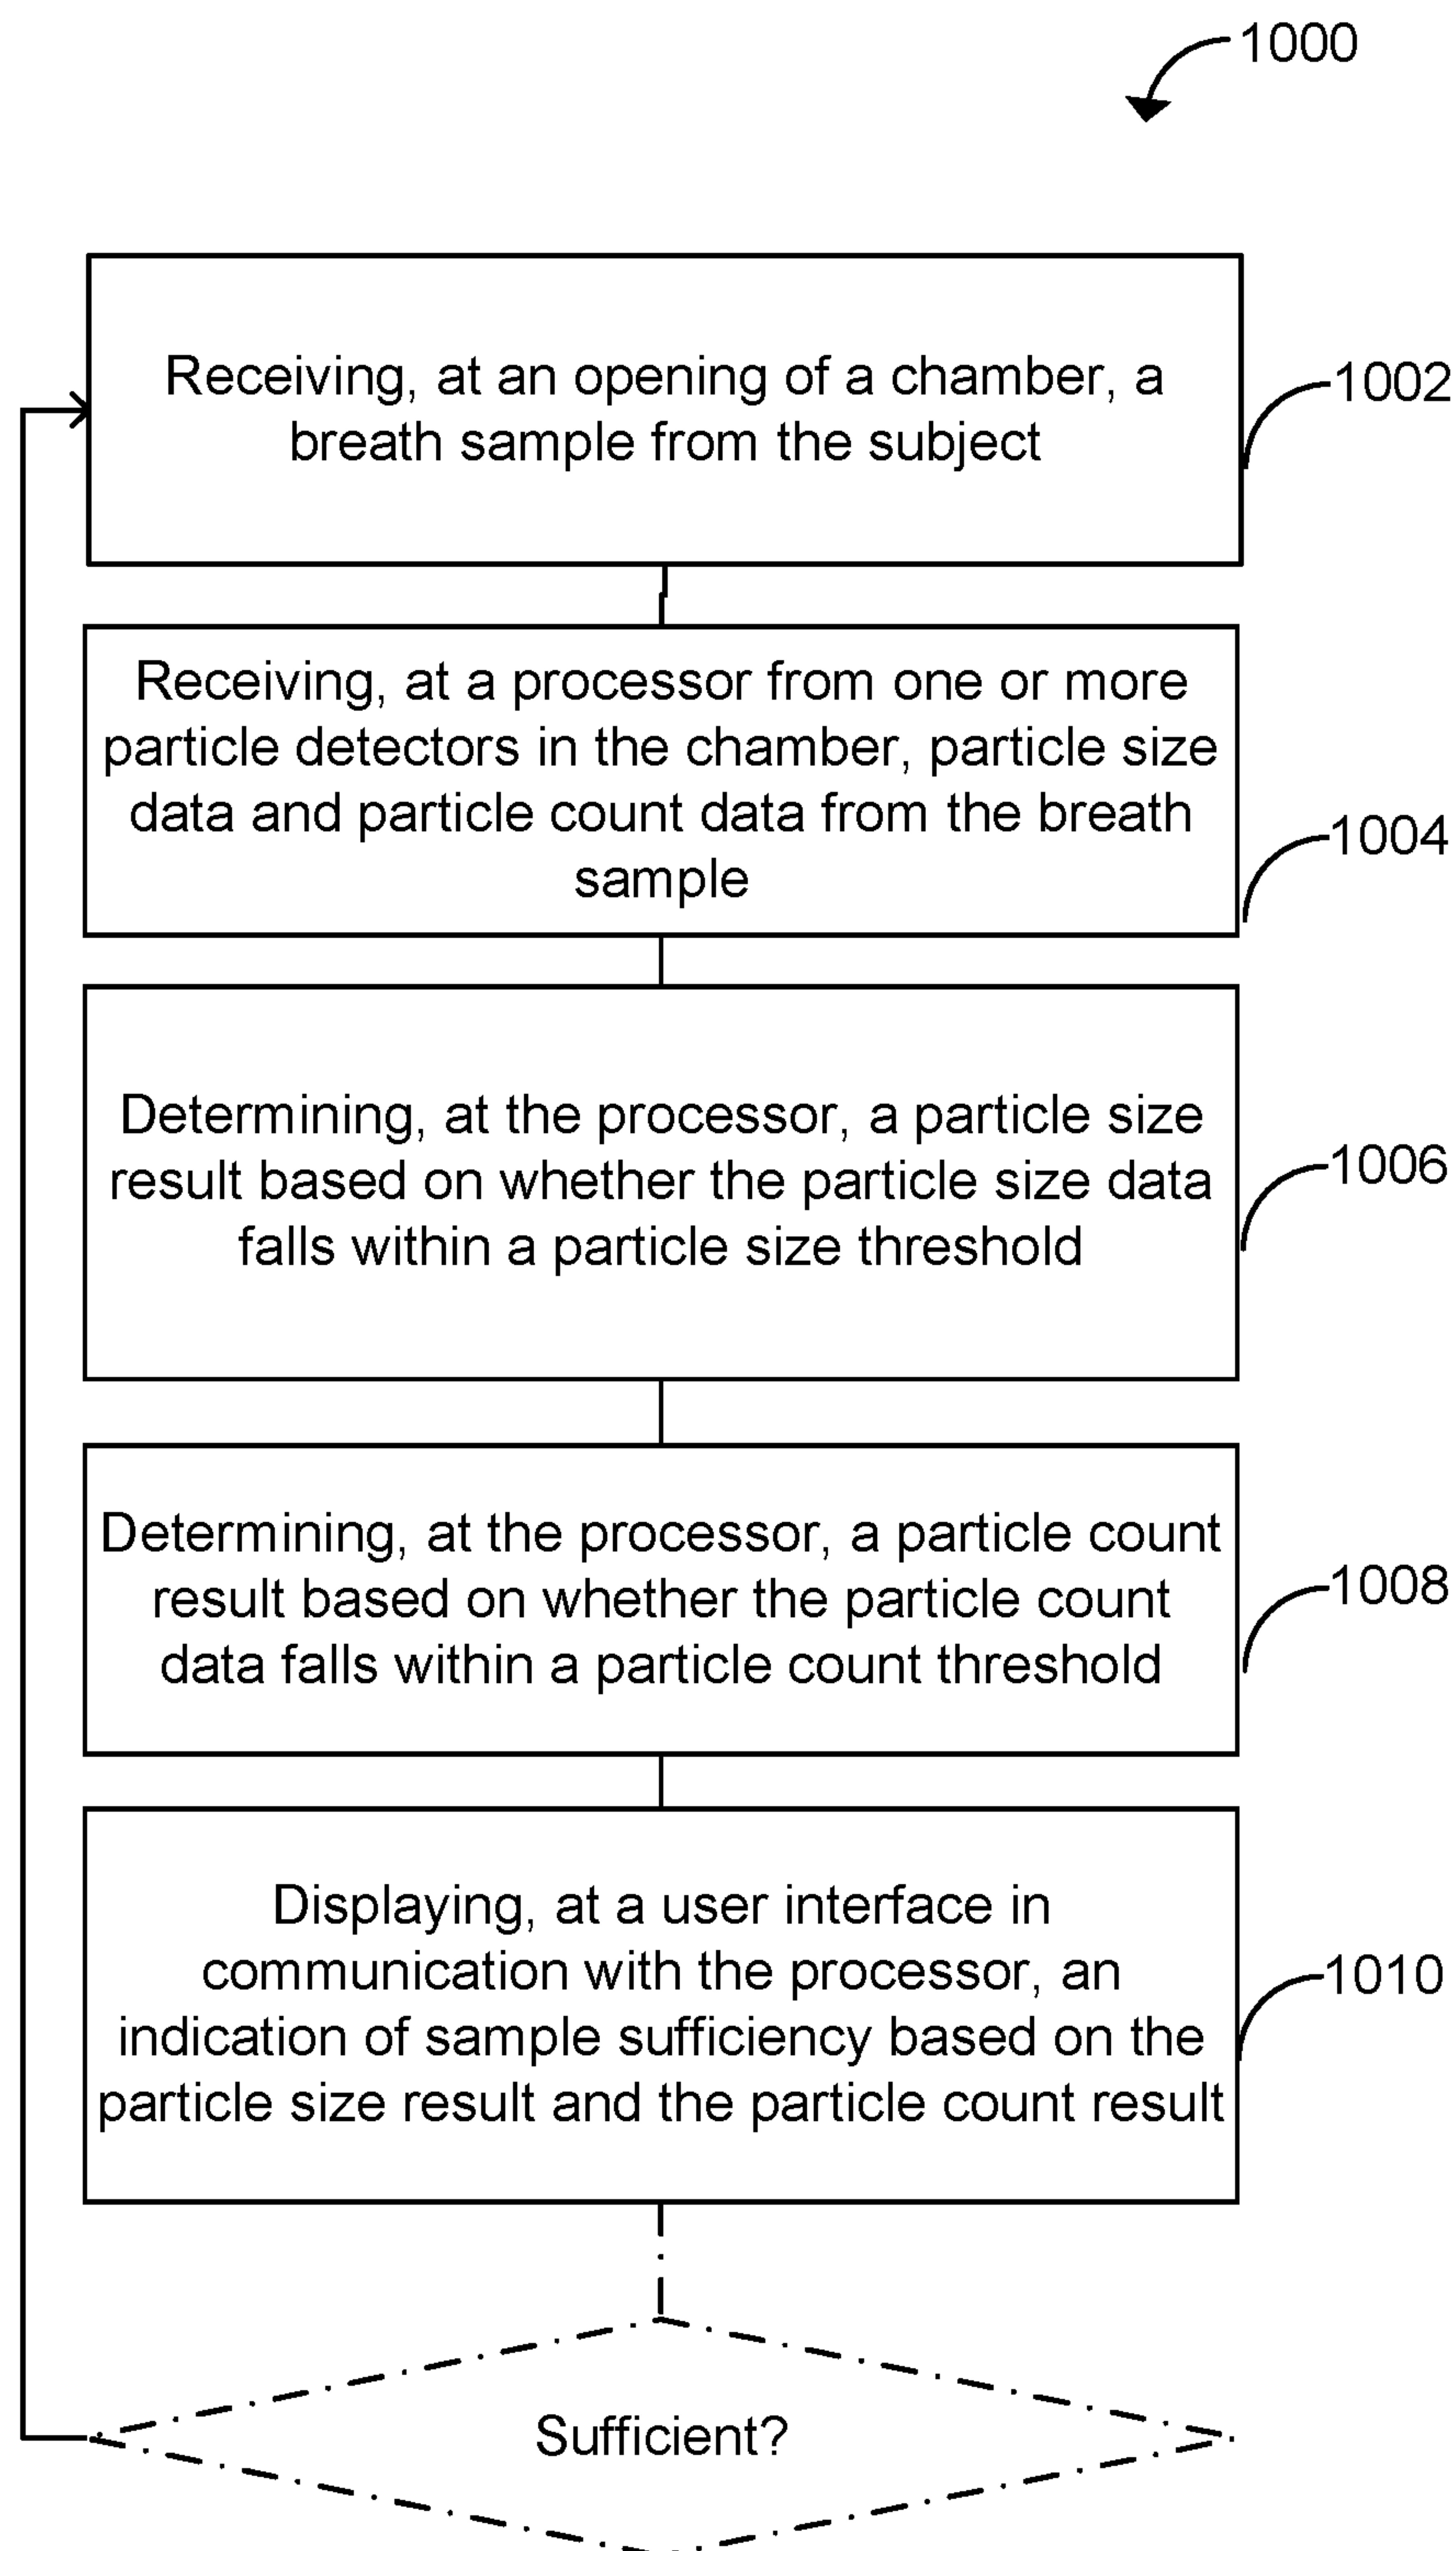 1000
Receiving, at an opening of a chamber, a
breath sample from the subject
1002
Receiving, at a processor from one or more
particle detectors in the chamber, particle size
data and particle count data from the breath
sample
1004
Determining, at the processor, a particle size
result based on whether the particle size data
falls within a particle size threshold
1006
Determining, at the processor, a particle count
result based on whether the particle count
data falls within a particle count threshold
1008
Displaying, at a user interface in
communication with the processor, an
indication of sample sufficiency based on the
particle size result and the particle count result
1010
Sufficient?